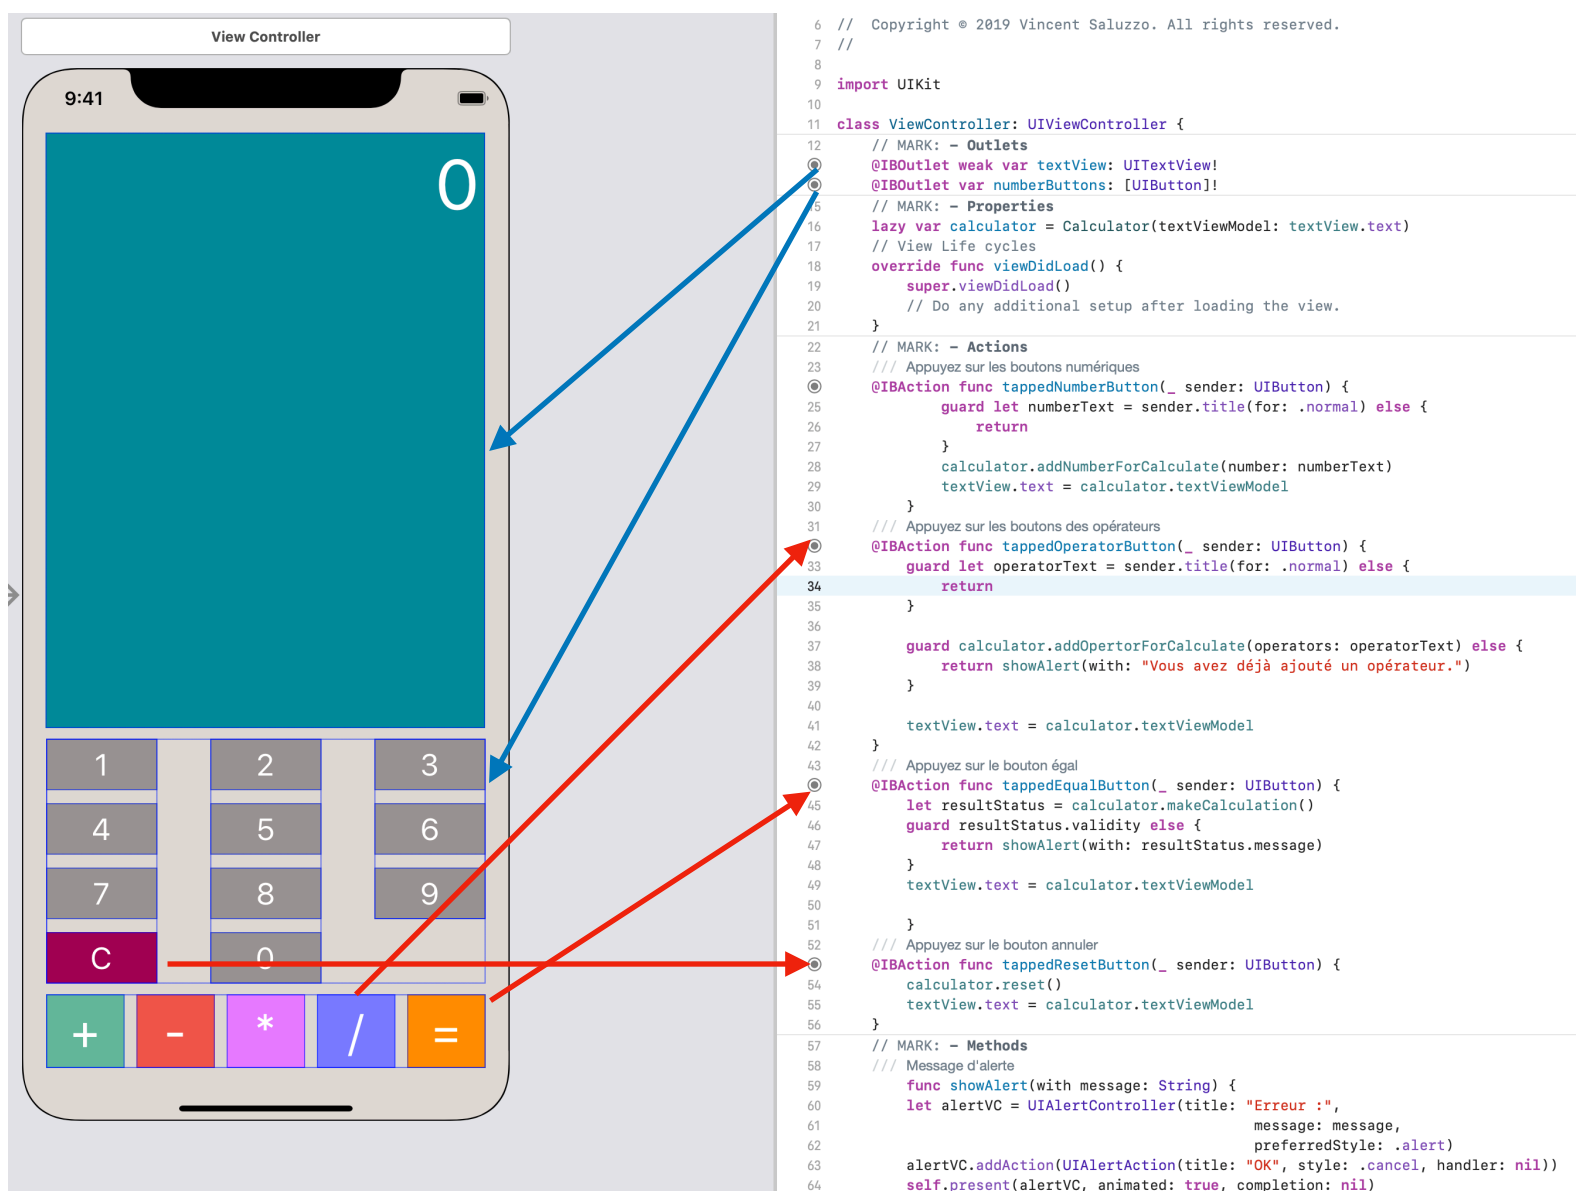 View Controller
9:41
0
1 2 3
4 5 6
7 8 9
C 0
+ - * / =
6 //  Copyright © 2019 Vincent Saluzzo. All rights reserved.
7 //
8
9 import UIKit
10
11 class ViewController: UIViewController {
12 // MARK: - Outlets
@IBOutlet weak var textView: UITextView!
@IBOutlet var numberButtons: [UIButton]!
15 // MARK: - Properties
16 lazy var calculator = Calculator(textViewModel: textView.text)
17 // View Life cycles
18 override func viewDidLoad() {
19 super.viewDidLoad()
20 // Do any additional setup after loading the view.
21 }
22 // MARK: - Actions
23 /// Appuyez sur les boutons numériques
@IBAction func tappedNumberButton(_ sender: UIButton) {
25 guard let numberText = sender.title(for: .normal) else {
26 return
27 }
28 calculator.addNumberForCalculate(number: numberText)
29 textView.text = calculator.textViewModel
30 }
31 /// Appuyez sur les boutons des opérateurs
@IBAction func tappedOperatorButton(_ sender: UIButton) {
33 guard let operatorText = sender.title(for: .normal) else {
34 return
35 }
36
37 guard calculator.addOpertorForCalculate(operators: operatorText) else {
38 return showAlert(with: "Vous avez déjà ajouté un opérateur.")
39 }
40
41 textView.text = calculator.textViewModel
42 }
43 /// Appuyez sur le bouton égal
@IBAction func tappedEqualButton(_ sender: UIButton) {
45 let resultStatus = calculator.makeCalculation()
46 guard resultStatus.validity else {
47 return showAlert(with: resultStatus.message)
48 }
49 textView.text = calculator.textViewModel
50
51 }
52 /// Appuyez sur le bouton annuler
@IBAction func tappedResetButton(_ sender: UIButton) {
54 calculator.reset()
55 textView.text = calculator.textViewModel
56 }
57 // MARK: - Methods
58 /// Message d'alerte
59 func showAlert(with message: String) {
60 let alertVC = UIAlertController(title: "Erreur :",
61 message: message,
62 preferredStyle: .alert)
63 alertVC.addAction(UIAlertAction(title: "OK", style: .cancel, handler: nil))
64 self.present(alertVC, animated: true, completion: nil)